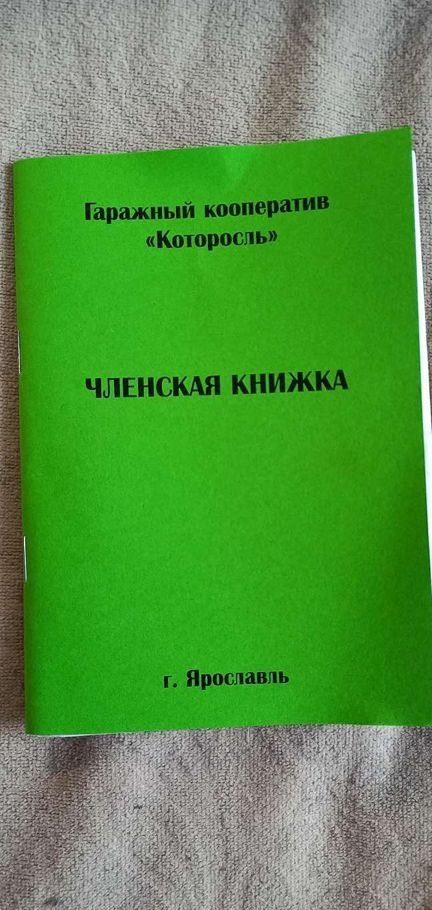 Гаражный кооператив
«Которосль»
ЧЛЕНСКАЯ КНИЖКА
г. Ярославль